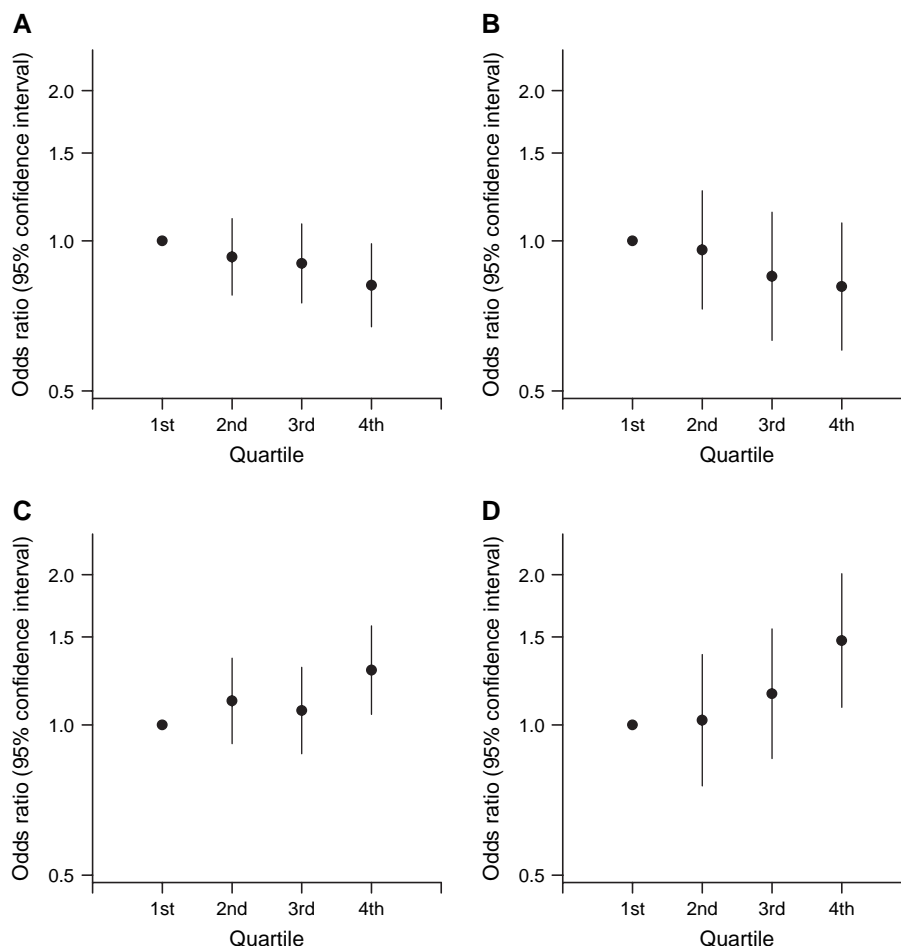 A
Odds ratio (95% confidence interval)
2.0
1.5
1.0
0.5
1st 2nd 3rd 4th
Quartile
B
Odds ratio (95% confidence interval)
2.0
1.5
1.0
0.5
1st 2nd 3rd 4th
Quartile
C
Odds ratio (95% confidence interval)
2.0
1.5
1.0
0.5
1st 2nd 3rd 4th
Quartile
D
Odds ratio (95% confidence interval)
2.0
1.5
1.0
0.5
1st 2nd 3rd 4th
Quartile